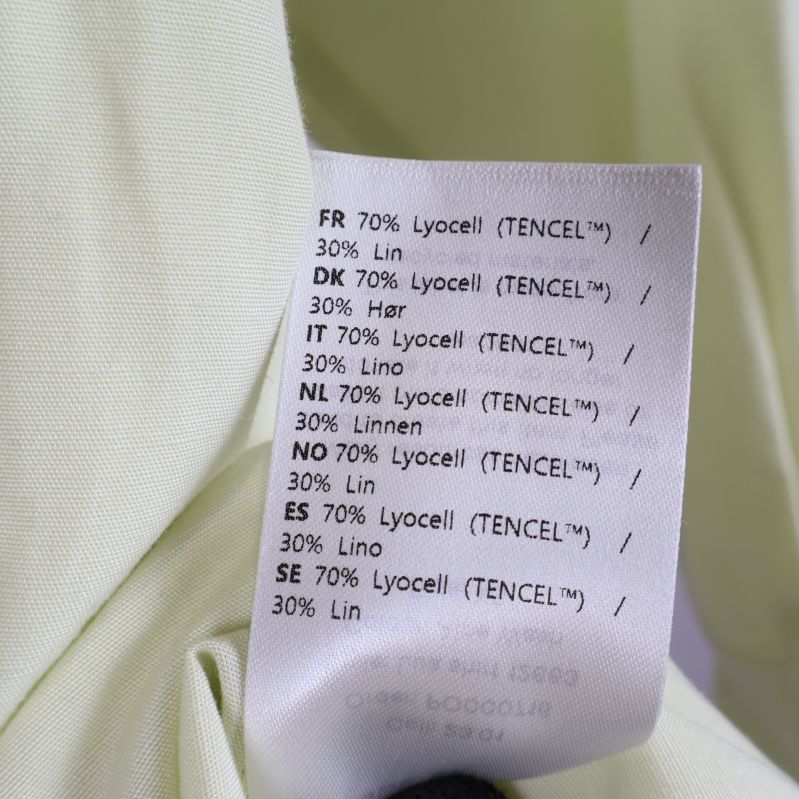 FR 70% Lyocell (TENCEL™) /
30% Lin
DK 70% Lyocell (TENCEL™) /
30% Hør
IT 70% Lyocell (TENCEL™) /
30% Lino
NL 70% Lyocell (TENCEL™) /
30% Linnen
NO 70% Lyocell (TENCEL™) /
30% Lin
ES 70% Lyocell (TENCEL™) /
30% Lino
SE 70% Lyocell (TENCEL™) /
30% Lin